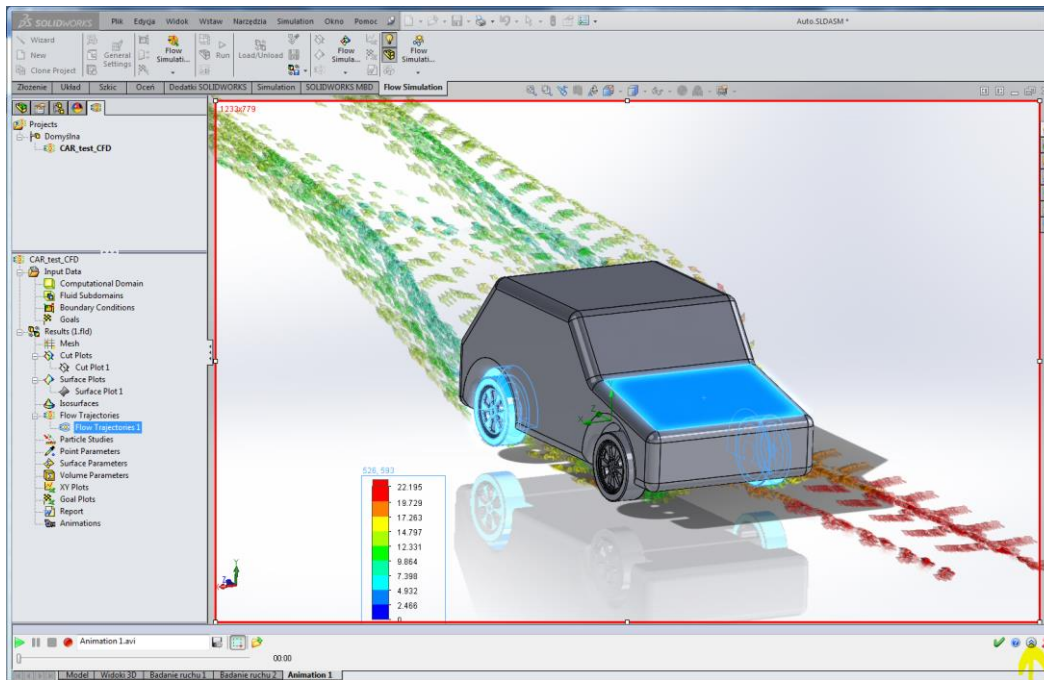 SOLIDWORKS Plik Edycja Widok Wstaw Narzędzia Simulation Okno Pomoc Auto.SLDASM *
Wizard
New
Clone Project
General Settings
Flow Simulati...
Run
Load/Unload
Flow Simula...
Flow Simulati...
Złożenie Układ Szkic Oceń Dodatki SOLIDWORKS Simulation SOLIDWORKS MBD Flow Simulation
1233x779
Projects
Domyślna
CAR_test_CFD
CAR_test_CFD
Input Data
Computational Domain
Fluid Subdomains
Boundary Conditions
Goals
Results (1.fld)
Mesh
Cut Plots
Cut Plot 1
Surface Plots
Surface Plot 1
Isosurfaces
Flow Trajectories
Flow Trajectories 1
Particle Studies
Point Parameters
Surface Parameters
Volume Parameters
XY Plots
Goal Plots
Report
Animations
526, 593
22.195
19.729
17.263
14.797
12.331
9.864
7.398
4.932
2.466
0
Z
X
Y
Z
Animation 1.avi
00:00
Model Widoki 3D Badanie ruchu 1 Badanie ruchu 2 Animation 1